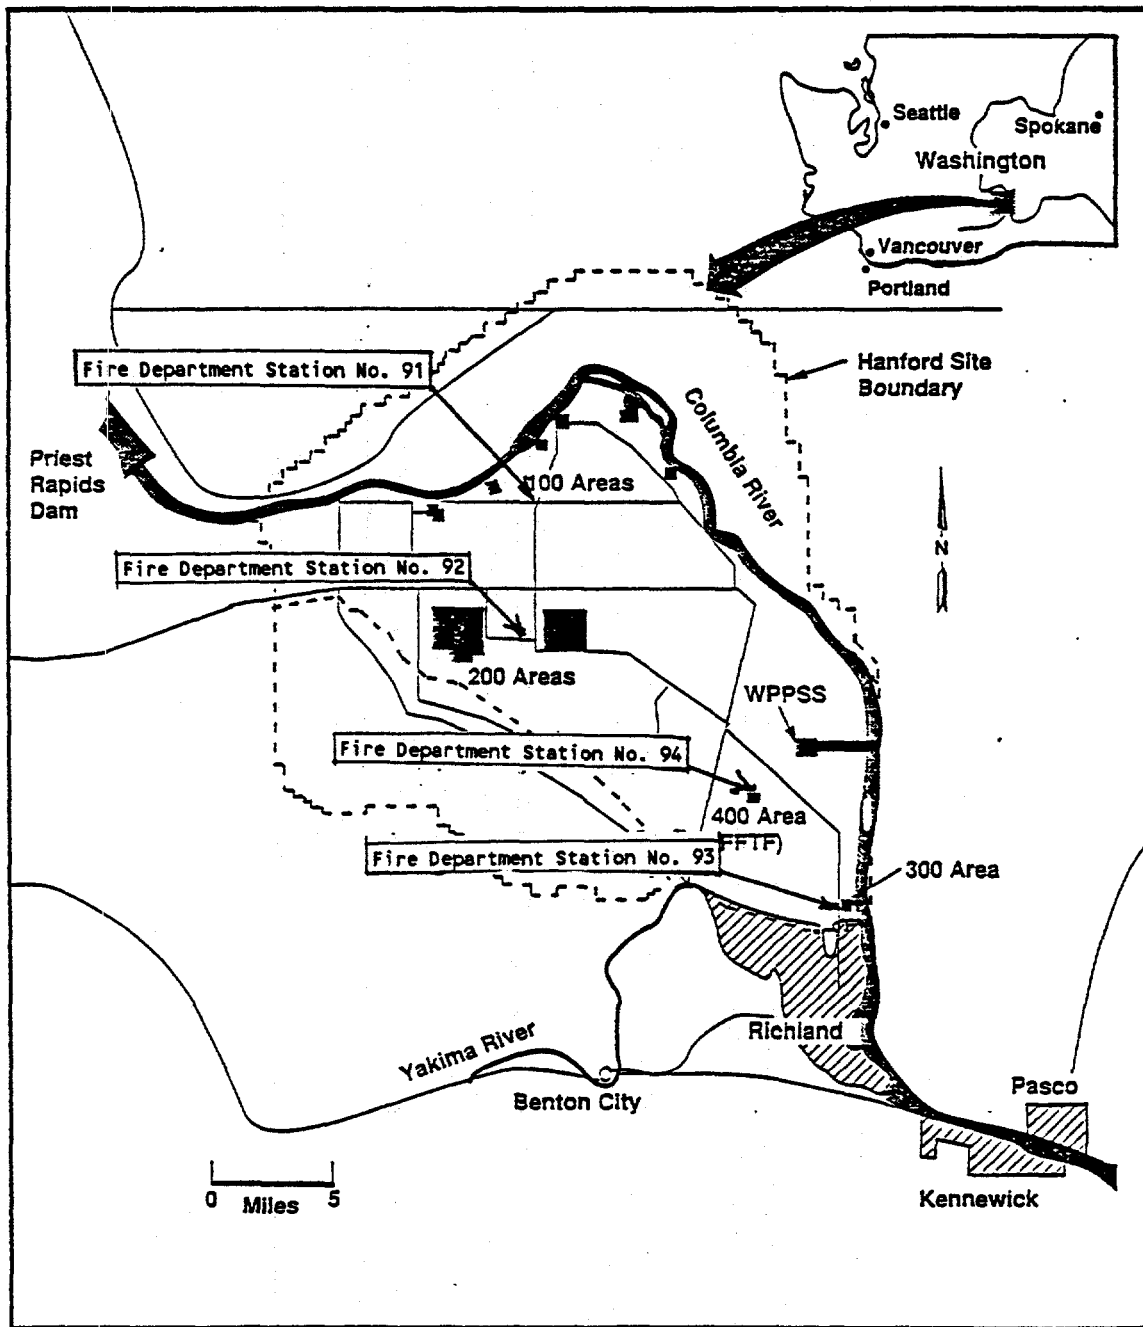 Seattle
Spokane
Washington
Vancouver
Portland
Fire Department Station No. 91
Hanford Site
Boundary
Columbia River
Priest
Rapids
Dam
100 Areas
N
Fire Department Station No. 92
200 Areas
WPPSS
Fire Department Station No. 94
400 Area
(FFTF)
Fire Department Station No. 93
300 Area
Richland
Yakima River
Benton City
Pasco
0 Miles 5
Kennewick